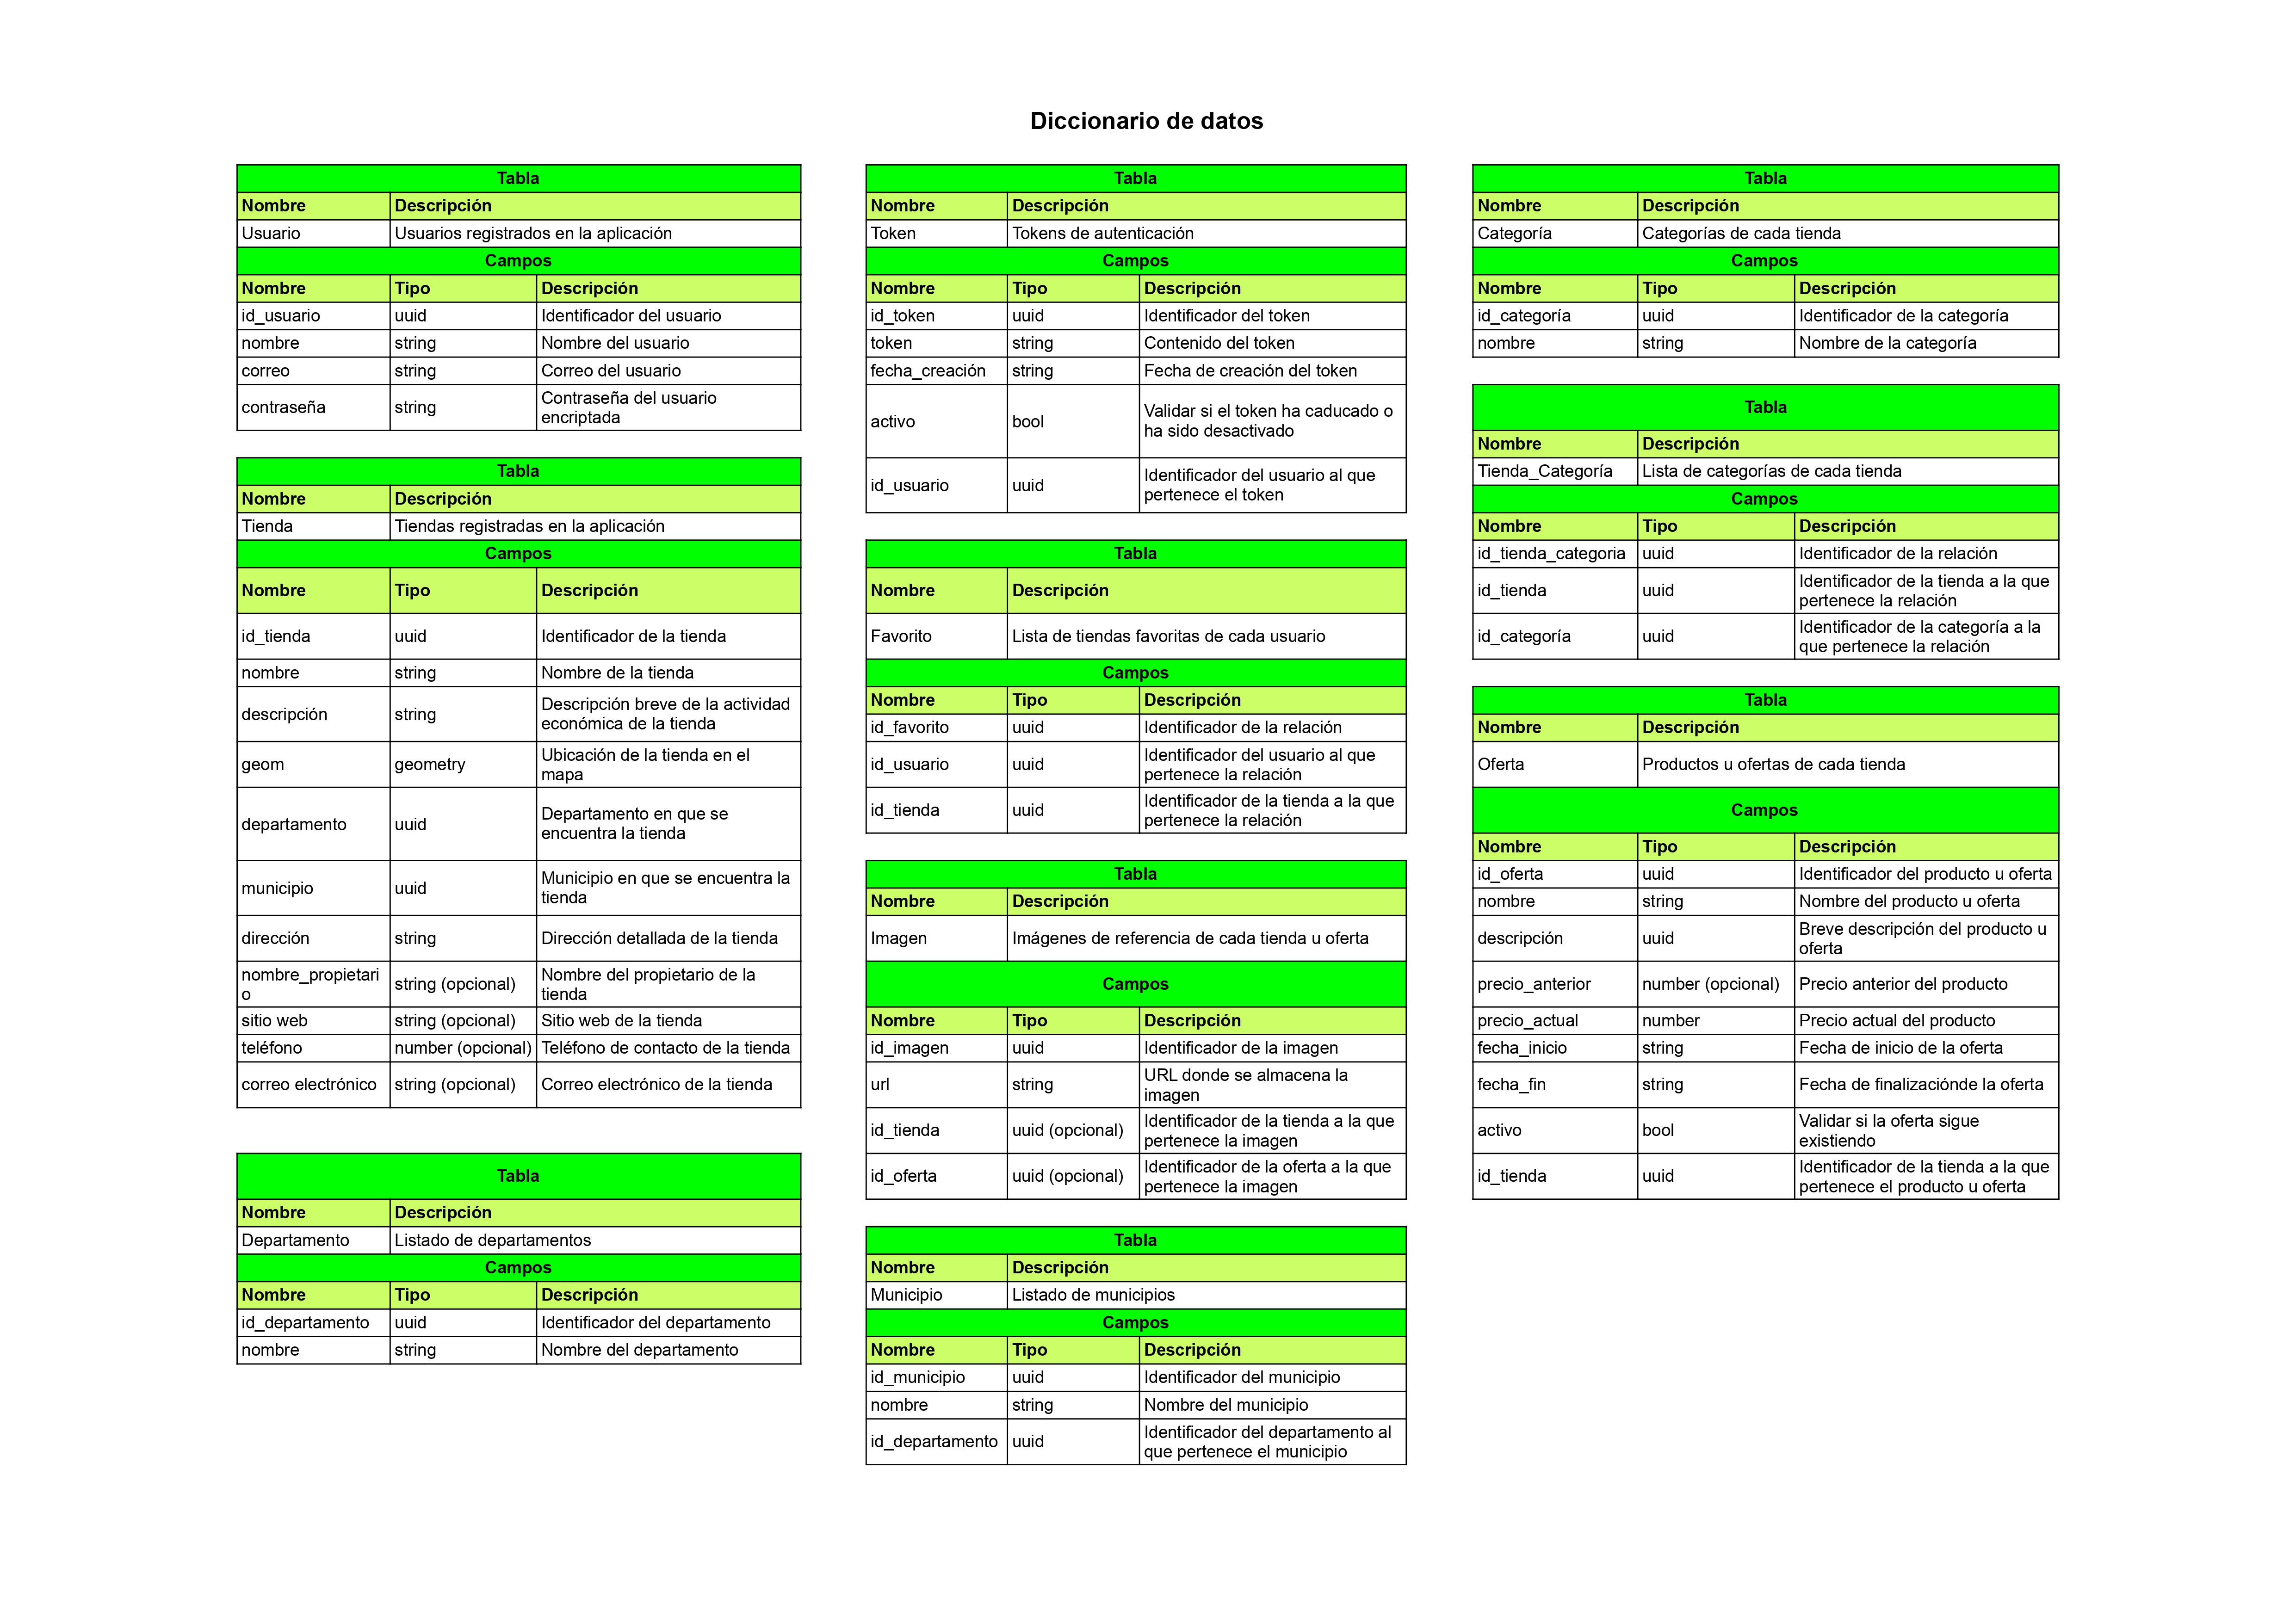 Diccionario de datos
Tabla
Nombre Descripción
Usuario Usuarios registrados en la aplicación
Campos
Nombre Tipo Descripción
id_usuario uuid Identificador del usuario
nombre string Nombre del usuario
correo string Correo del usuario
contraseña string Contraseña del usuario
encriptada
Tabla
Nombre Descripción
Tienda Tiendas registradas en la aplicación
Campos
Nombre Tipo Descripción
id_tienda uuid Identificador de la tienda
nombre string Nombre de la tienda
descripción string Descripción breve de la actividad
económica de la tienda
geom geometry Ubicación de la tienda en el
mapa
departamento uuid Departamento en que se
encuentra la tienda
municipio uuid Municipio en que se encuentra la
tienda
dirección string Dirección detallada de la tienda
nombre_propietari
o string (opcional) Nombre del propietario de la
tienda
sitio web string (opcional) Sitio web de la tienda
teléfono number (opcional) Teléfono de contacto de la tienda
correo electrónico string (opcional) Correo electrónico de la tienda
Tabla
Nombre Descripción
Departamento Listado de departamentos
Campos
Nombre Tipo Descripción
id_departamento uuid Identificador del departamento
nombre string Nombre del departamento
Tabla
Nombre Descripción
Token Tokens de autenticación
Campos
Nombre Tipo Descripción
id_token uuid Identificador del token
token string Contenido del token
fecha_creación string Fecha de creación del token
activo bool Validar si el token ha caducado o
ha sido desactivado
id_usuario uuid Identificador del usuario al que
pertenece el token
Tabla
Nombre Descripción
Favorito Lista de tiendas favoritas de cada usuario
Campos
Nombre Tipo Descripción
id_favorito uuid Identificador de la relación
id_usuario uuid Identificador del usuario al que
pertenece la relación
id_tienda uuid Identificador de la tienda a la que
pertenece la relación
Tabla
Nombre Descripción
Imagen Imágenes de referencia de cada tienda u oferta
Campos
Nombre Tipo Descripción
id_imagen uuid Identificador de la imagen
url string URL donde se almacena la
imagen
id_tienda uuid (opcional) Identificador de la tienda a la que
pertenece la imagen
id_oferta uuid (opcional) Identificador de la oferta a la que
pertenece la imagen
Tabla
Nombre Descripción
Municipio Listado de municipios
Campos
Nombre Tipo Descripción
id_municipio uuid Identificador del municipio
nombre string Nombre del municipio
id_departamento uuid Identificador del departamento al
que pertenece el municipio
Tabla
Nombre Descripción
Categoría Categorías de cada tienda
Campos
Nombre Tipo Descripción
id_categoría uuid Identificador de la categoría
nombre string Nombre de la categoría
Tabla
Nombre Descripción
Tienda_Categoría Lista de categorías de cada tienda
Campos
Nombre Tipo Descripción
id_tienda_categoria uuid Identificador de la relación
id_tienda uuid Identificador de la tienda a la que
pertenece la relación
id_categoría uuid Identificador de la categoría a la
que pertenece la relación
Tabla
Nombre Descripción
Oferta Productos u ofertas de cada tienda
Campos
Nombre Tipo Descripción
id_oferta uuid Identificador del producto u oferta
nombre string Nombre del producto u oferta
descripción uuid Breve descripción del producto u
oferta
precio_anterior number (opcional) Precio anterior del producto
precio_actual number Precio actual del producto
fecha_inicio string Fecha de inicio de la oferta
fecha_fin string Fecha de finalizaciónde la oferta
activo bool Validar si la oferta sigue
existiendo
id_tienda uuid Identificador de la tienda a la que
pertenece el producto u oferta